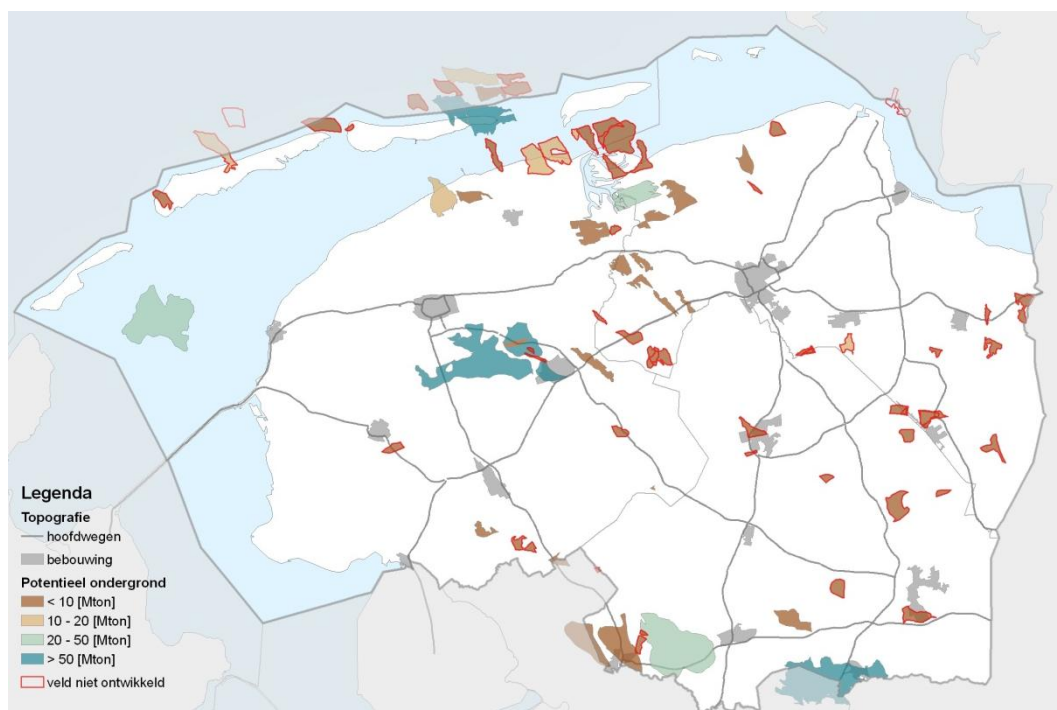 Legenda
Topografie
hoofdwegen
bebouwing
Potentieel ondergrond
< 10 [Mton]
10 - 20 [Mton]
20 - 50 [Mton]
> 50 [Mton]
veld niet ontwikkeld